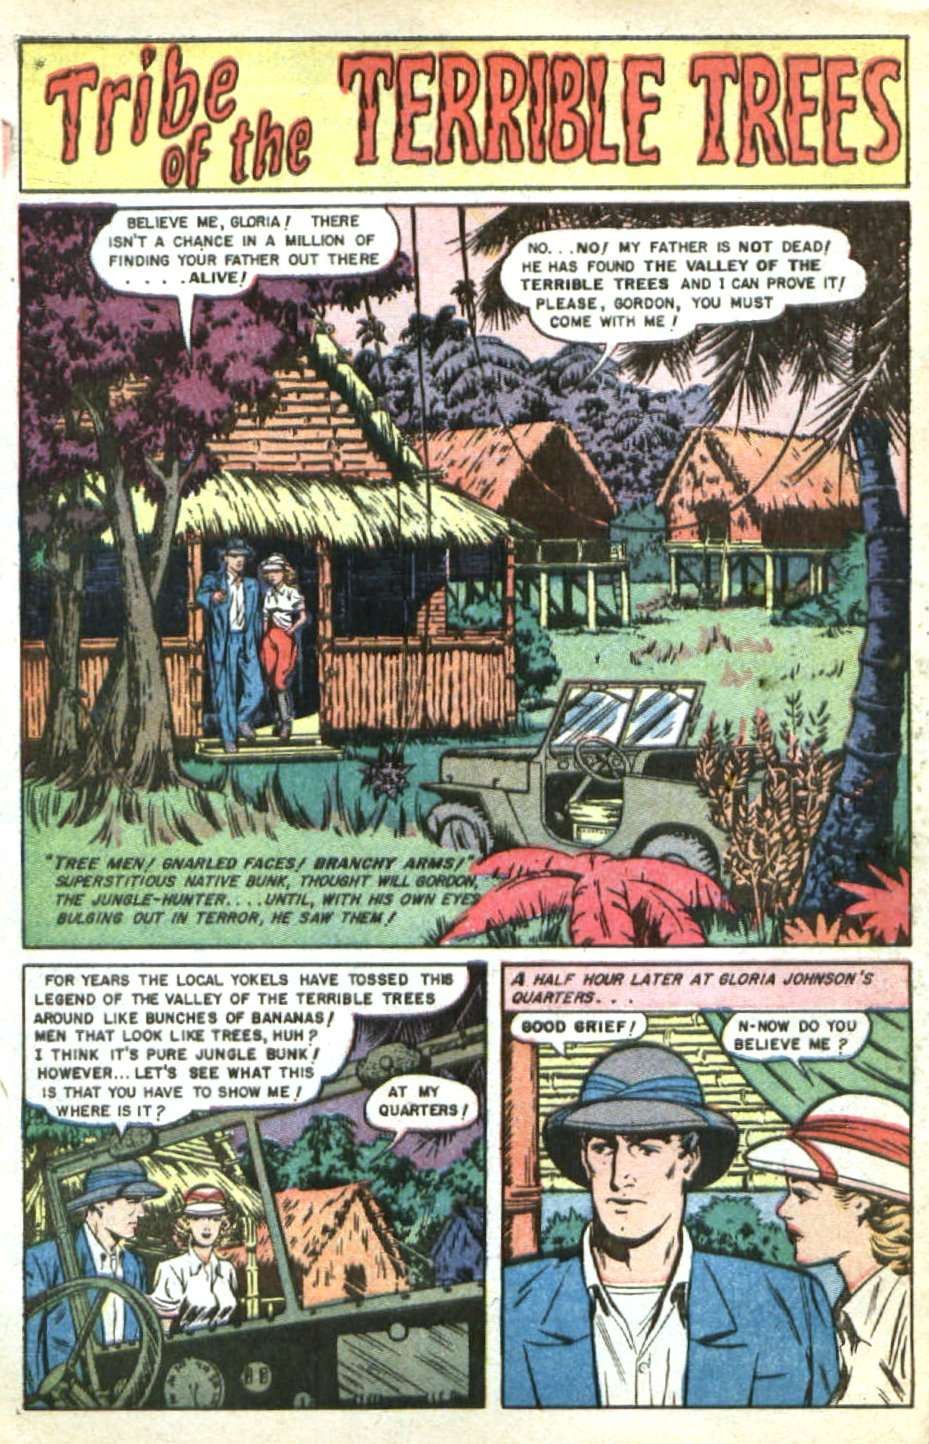 Tribe of the TERRIBLE TREES
BELIEVE ME, GLORIA! THERE
ISN'T A CHANCE IN A MILLION OF
FINDING YOUR FATHER OUT THERE
. . . . ALIVE!
NO. . .NO! MY FATHER IS NOT DEAD!
HE HAS FOUND THE VALLEY OF THE
TERRIBLE TREES AND I CAN PROVE IT!
PLEASE, GORDON, YOU MUST
COME WITH ME!
"TREE MEN! GNARLED FACES! BRANCHY ARMS!"
SUPERSTITIOUS NATIVE BUNK, THOUGHT WILL GORDON,
THE JUNGLE-HUNTER. . . . UNTIL, WITH HIS OWN EYES
BULGING OUT IN TERROR, HE SAW THEM!
FOR YEARS THE LOCAL YOKELS HAVE TOSSED THIS
LEGEND OF THE VALLEY OF THE TERRIBLE TREES
AROUND LIKE BUNCHES OF BANANAS!
MEN THAT LOOK LIKE TREES, HUH?
I THINK IT'S PURE JUNGLE BUNK!
HOWEVER... LET'S SEE WHAT THIS
IS THAT YOU HAVE TO SHOW ME!
WHERE IS IT?
AT MY
QUARTERS!
A HALF HOUR LATER AT GLORIA JOHNSON'S
QUARTERS. . .
GOOD GRIEF!
N-NOW DO YOU
BELIEVE ME?